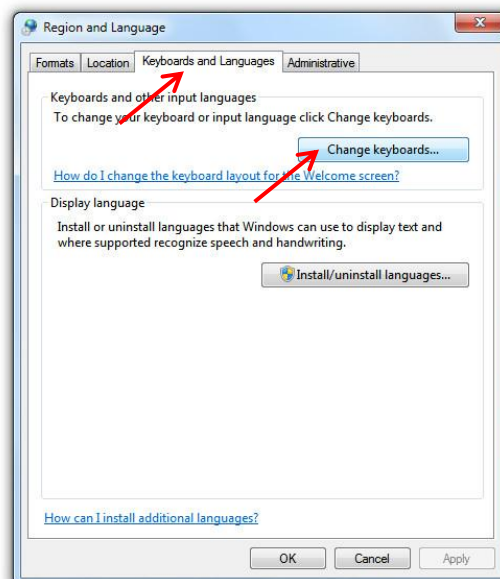 Region and Language
Formats Location Keyboards and Languages Administrative
Keyboards and other input languages
To change your keyboard or input language click Change keyboards.
Change keyboards...
How do I change the keyboard layout for the Welcome screen?
Display language
Install or uninstall languages that Windows can use to display text and
where supported recognize speech and handwriting.
Install/uninstall languages...
How can I install additional languages?
OK Cancel Apply